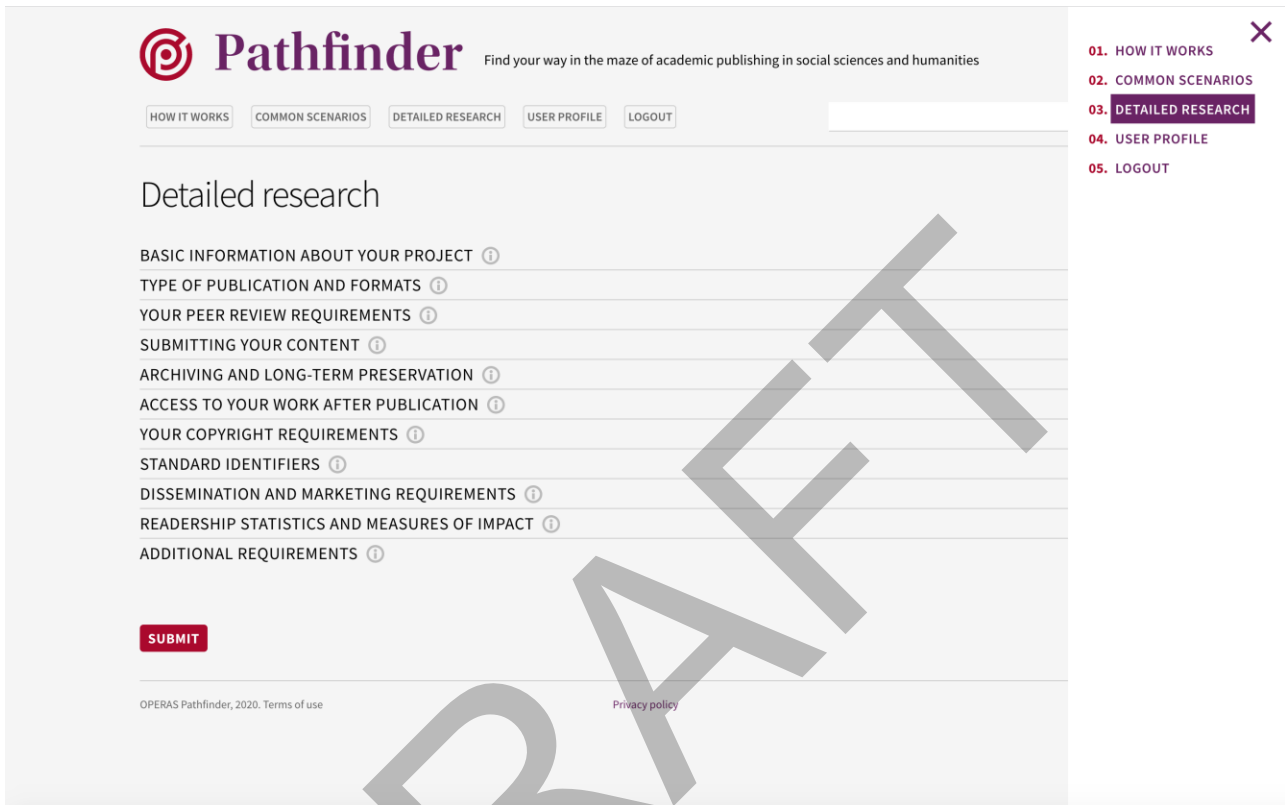 Pathfinder
Find your way in the maze of academic publishing in social sciences and humanities
HOW IT WORKS
COMMON SCENARIOS
DETAILED RESEARCH
USER PROFILE
LOGOUT
Detailed research
BASIC INFORMATION ABOUT YOUR PROJECT
TYPE OF PUBLICATION AND FORMATS
YOUR PEER REVIEW REQUIREMENTS
SUBMITTING YOUR CONTENT
ARCHIVING AND LONG-TERM PRESERVATION
ACCESS TO YOUR WORK AFTER PUBLICATION
YOUR COPYRIGHT REQUIREMENTS
STANDARD IDENTIFIERS
DISSEMINATION AND MARKETING REQUIREMENTS
READERSHIP STATISTICS AND MEASURES OF IMPACT
ADDITIONAL REQUIREMENTS
SUBMIT
OPERAS Pathfinder, 2020. Terms of use
Privacy policy
01. HOW IT WORKS
02. COMMON SCENARIOS
03. DETAILED RESEARCH
04. USER PROFILE
05. LOGOUT
RAFT